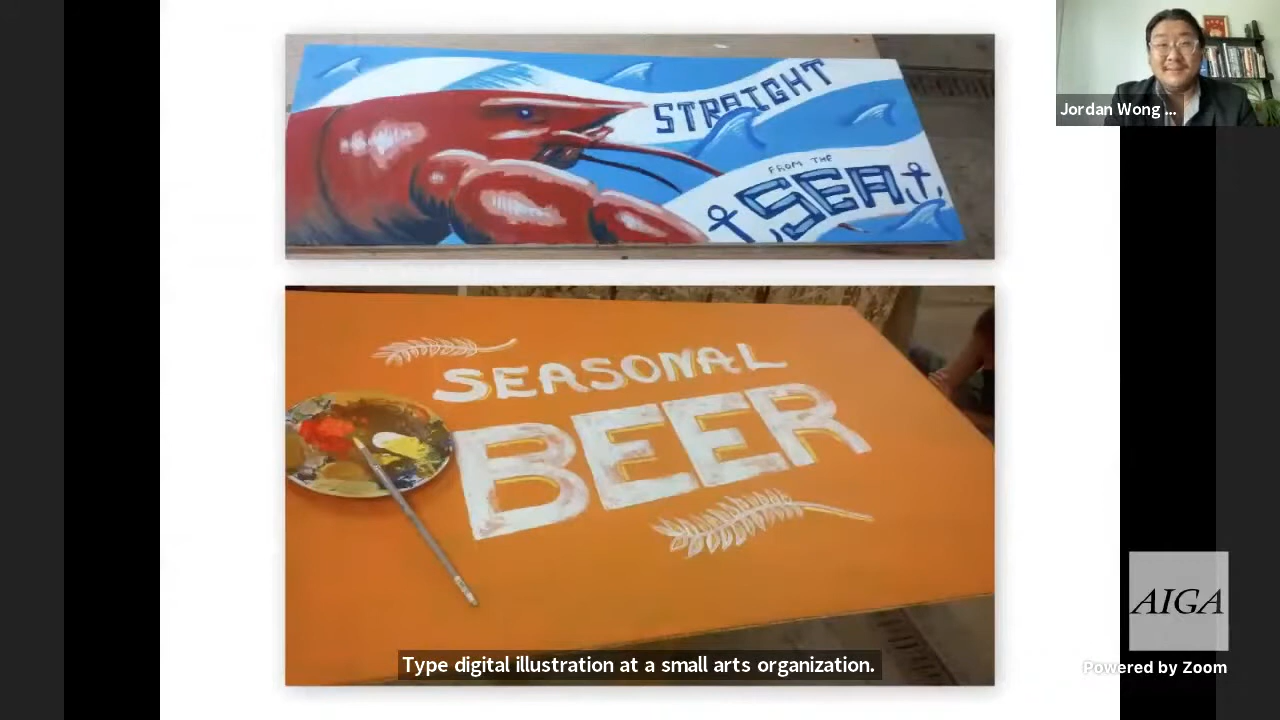 STRAIGHT
FROM THE
SEA
Jordan Wong ...
SEASONAL
BEER
Type digital illustration at a small arts organization.
AIGA
Powered by Zoom